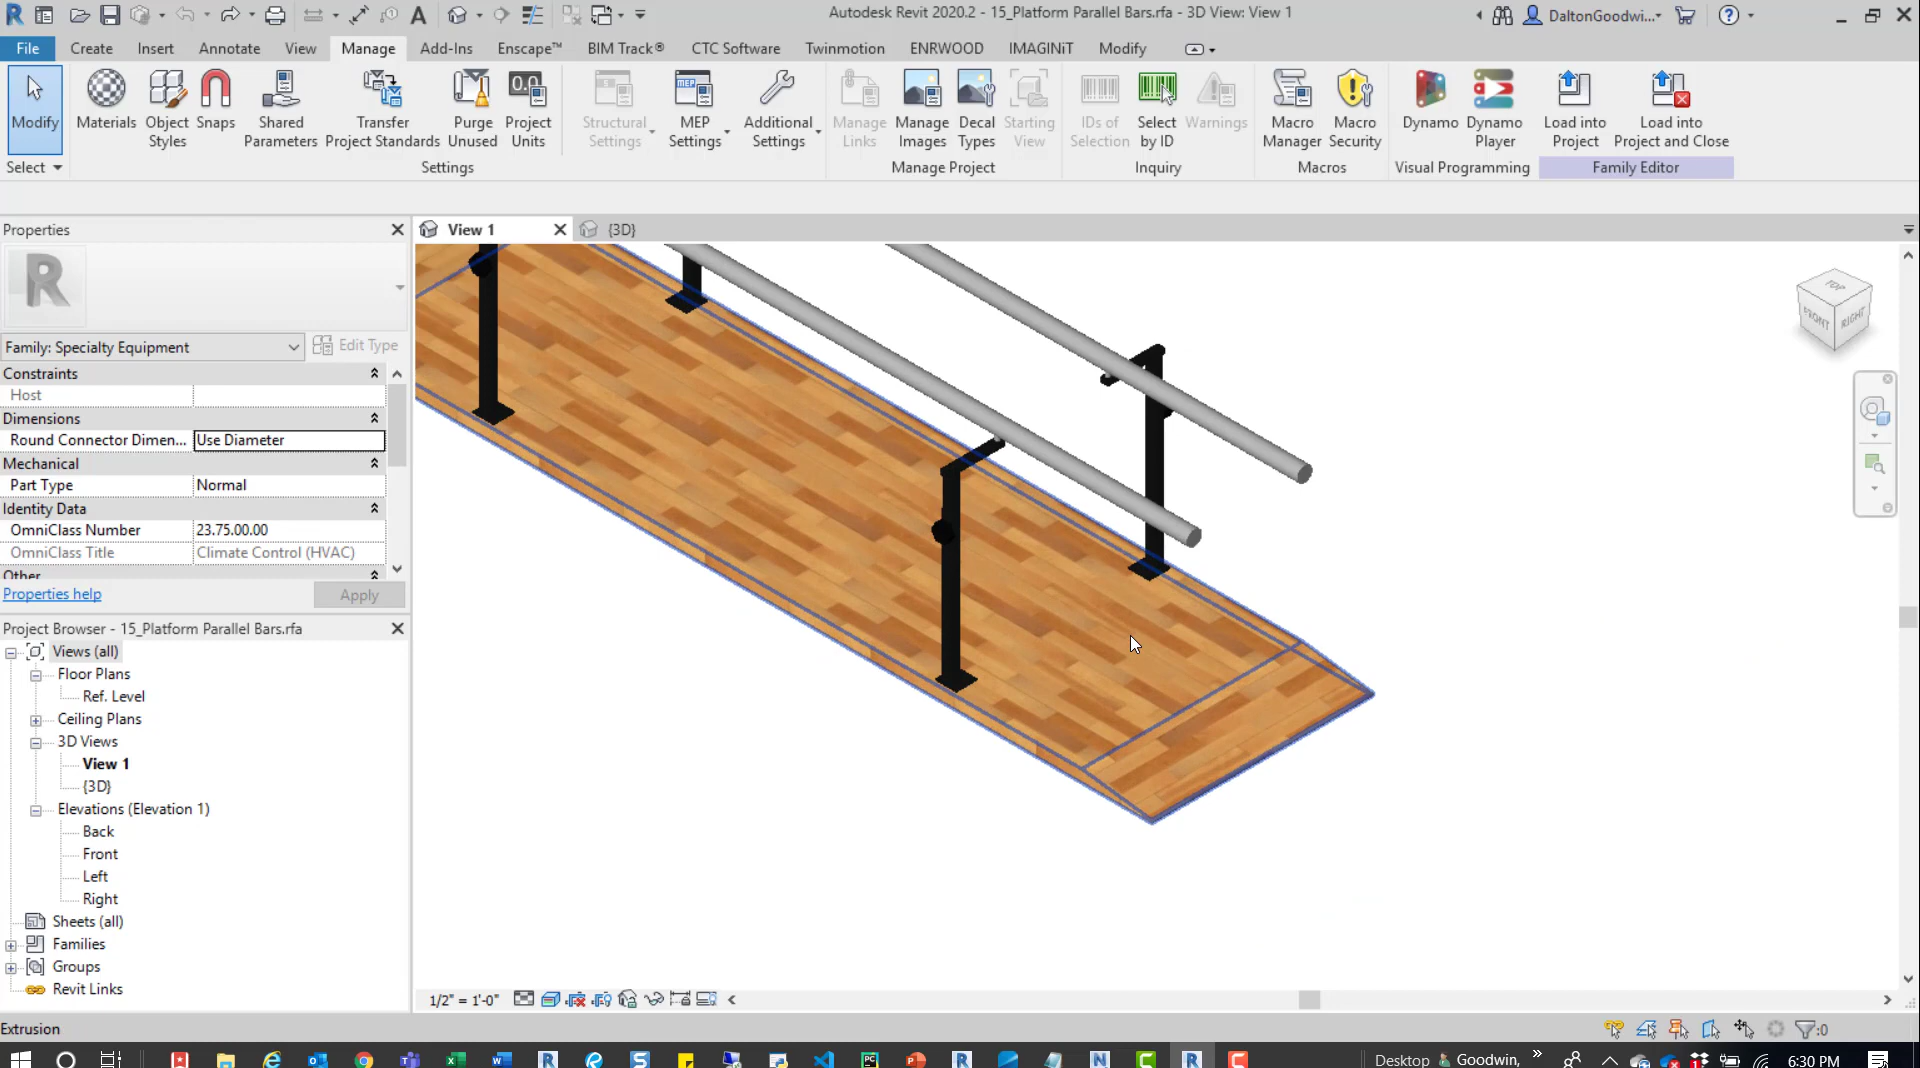 Autodesk Revit 2020.2 - 15_Platform Parallel Bars.rfa - 3D View: View 1
DaltonGoodwi...
File Create Insert Annotate View Manage Add-Ins Enscape™ BIM Track® CTC Software Twinmotion ENRWOOD IMAGINiT Modify
Modify
Materials
Object Styles
Snaps
Shared Parameters
Transfer Project Standards
Purge Unused
Project Units
Structural Settings
MEP Settings
Additional Settings
Manage Links
Manage Images
Decal Types
Starting View
IDs of Selection
Select by ID
Warnings
Macro Manager
Macro Security
Dynamo
Dynamo Player
Load into Project
Load into Project and Close
Select Settings Manage Project Inquiry Macros Visual Programming Family Editor
Properties
View 1
{3D}
Family: Specialty Equipment
Edit Type
Constraints
Host
Dimensions
Round Connector Dimen... Use Diameter
Mechanical
Part Type Normal
Identity Data
OmniClass Number 23.75.00.00
OmniClass Title Climate Control (HVAC)
Other
Properties help
Apply
TOP
FRONT RIGHT
Project Browser - 15_Platform Parallel Bars.rfa
Views (all)
Floor Plans
Ref. Level
Ceiling Plans
3D Views
View 1
{3D}
Elevations (Elevation 1)
Back
Front
Left
Right
Sheets (all)
Families
Groups
Revit Links
1/2" = 1'-0"
Extrusion
:0
Desktop Goodwin, 6:30 PM